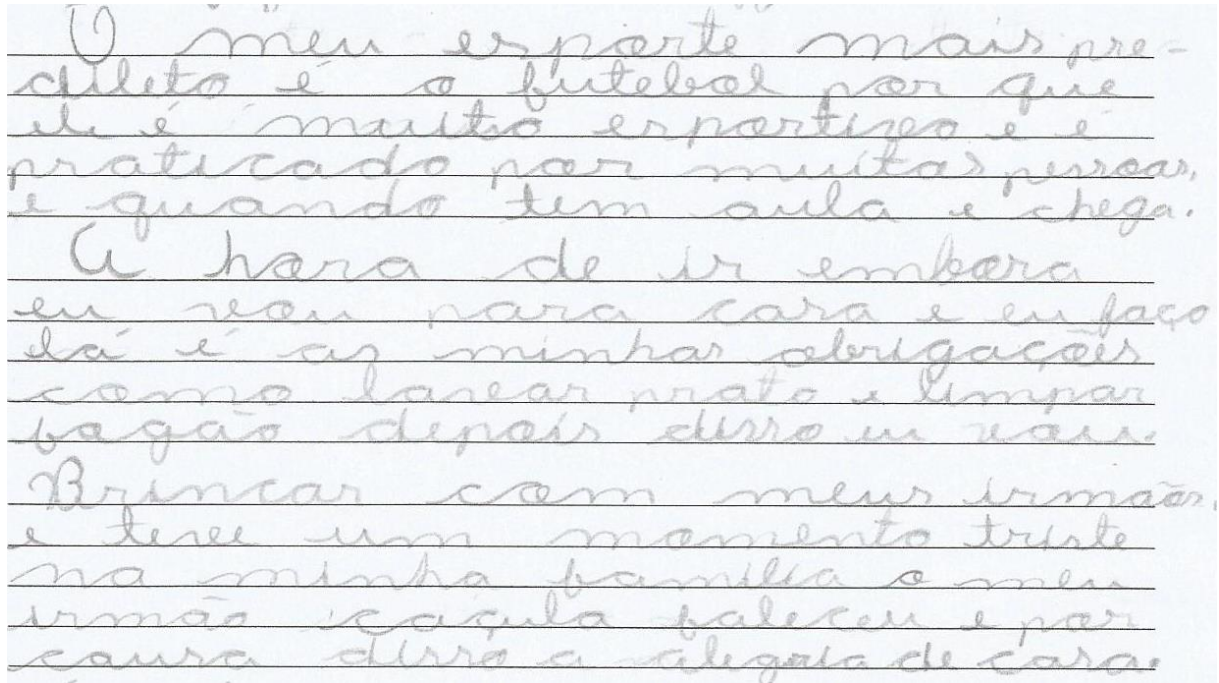 O meu esporte mais pre-
dileto é o futebol por que
ele é muito esportivo e é
praticado por muitas pessoas,
e quando tem aula e chega.
A hora de ir embora
eu vou para casa e eu faço
lá é as minhas obrigações
como lavar prato e limpar
fogão depois disso eu vou.
Brincar com meus irmãos,
e teve um momento triste
na minha família o meu
irmão caçula faleceu e por
causa disso a alegria de casa.